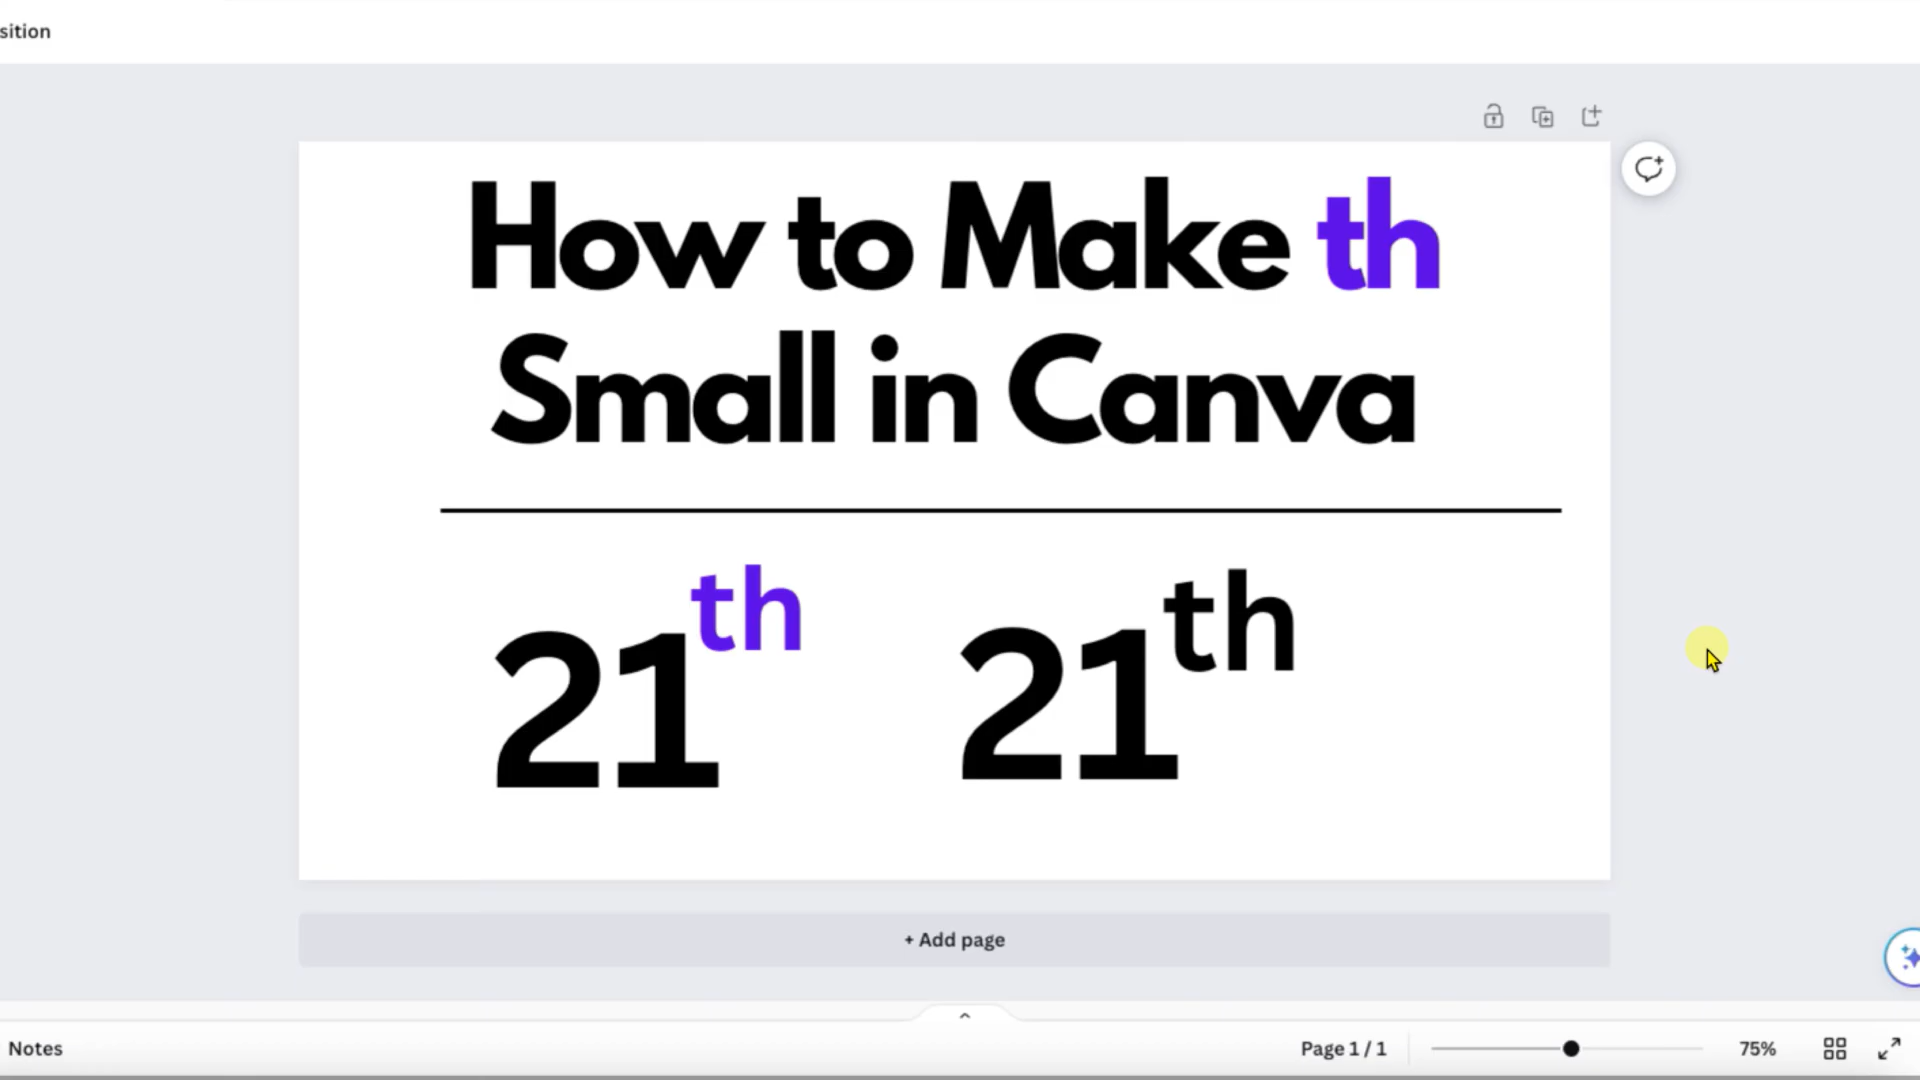 sition
How to Make th
Small in Canva
21th 21th
+ Add page
Notes Page 1 / 1 75%